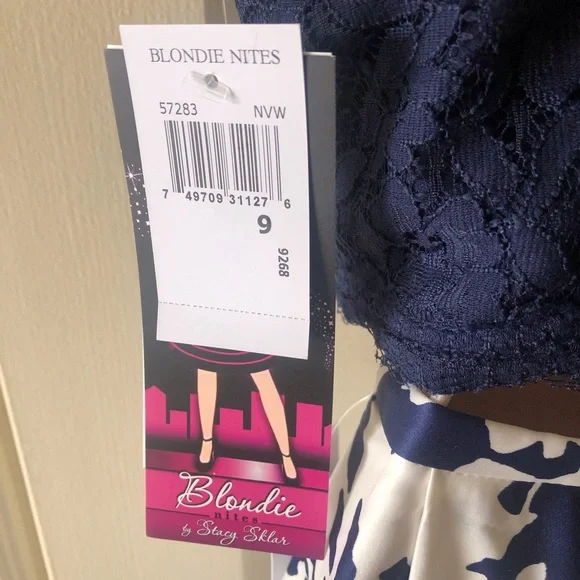 BLONDIE NITES
57283 NVW
7 49709 31127 6
9
9268
Blondie
nites
by Stacy Sklar